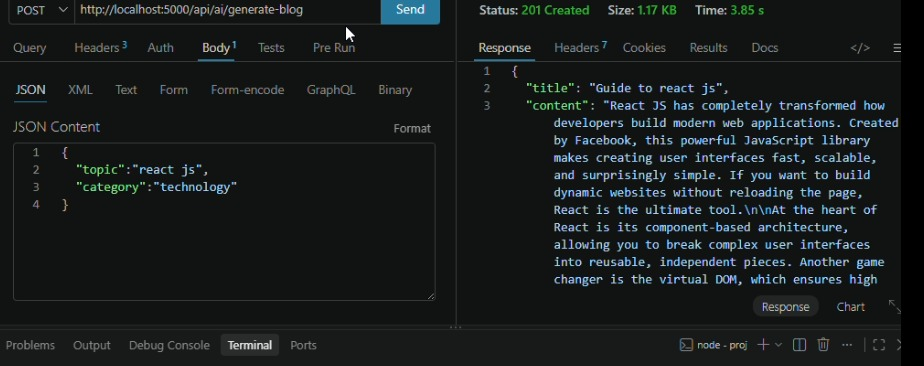 POST http://localhost:5000/api/ai/generate-blog Send
Query Headers 3 Auth Body 1 Tests Pre Run
JSON XML Text Form Form-encode GraphQL Binary
JSON Content Format
1 {
2 "topic":"react js",
3 "category":"technology"
4 }
Status: 201 Created Size: 1.17 KB Time: 3.85 s
Response Headers 7 Cookies Results Docs </>
1 {
2 "title": "Guide to react js",
3 "content": "React JS has completely transformed how
developers build modern web applications. Created
by Facebook, this powerful JavaScript library
makes creating user interfaces fast, scalable,
and surprisingly simple. If you want to build
dynamic websites without reloading the page,
React is the ultimate tool.\n\nAt the heart of
React is its component-based architecture,
allowing you to break complex user interfaces
into reusable, independent pieces. Another game
changer is the virtual DOM, which ensures high
Response Chart
Problems Output Debug Console Terminal Ports node - proj